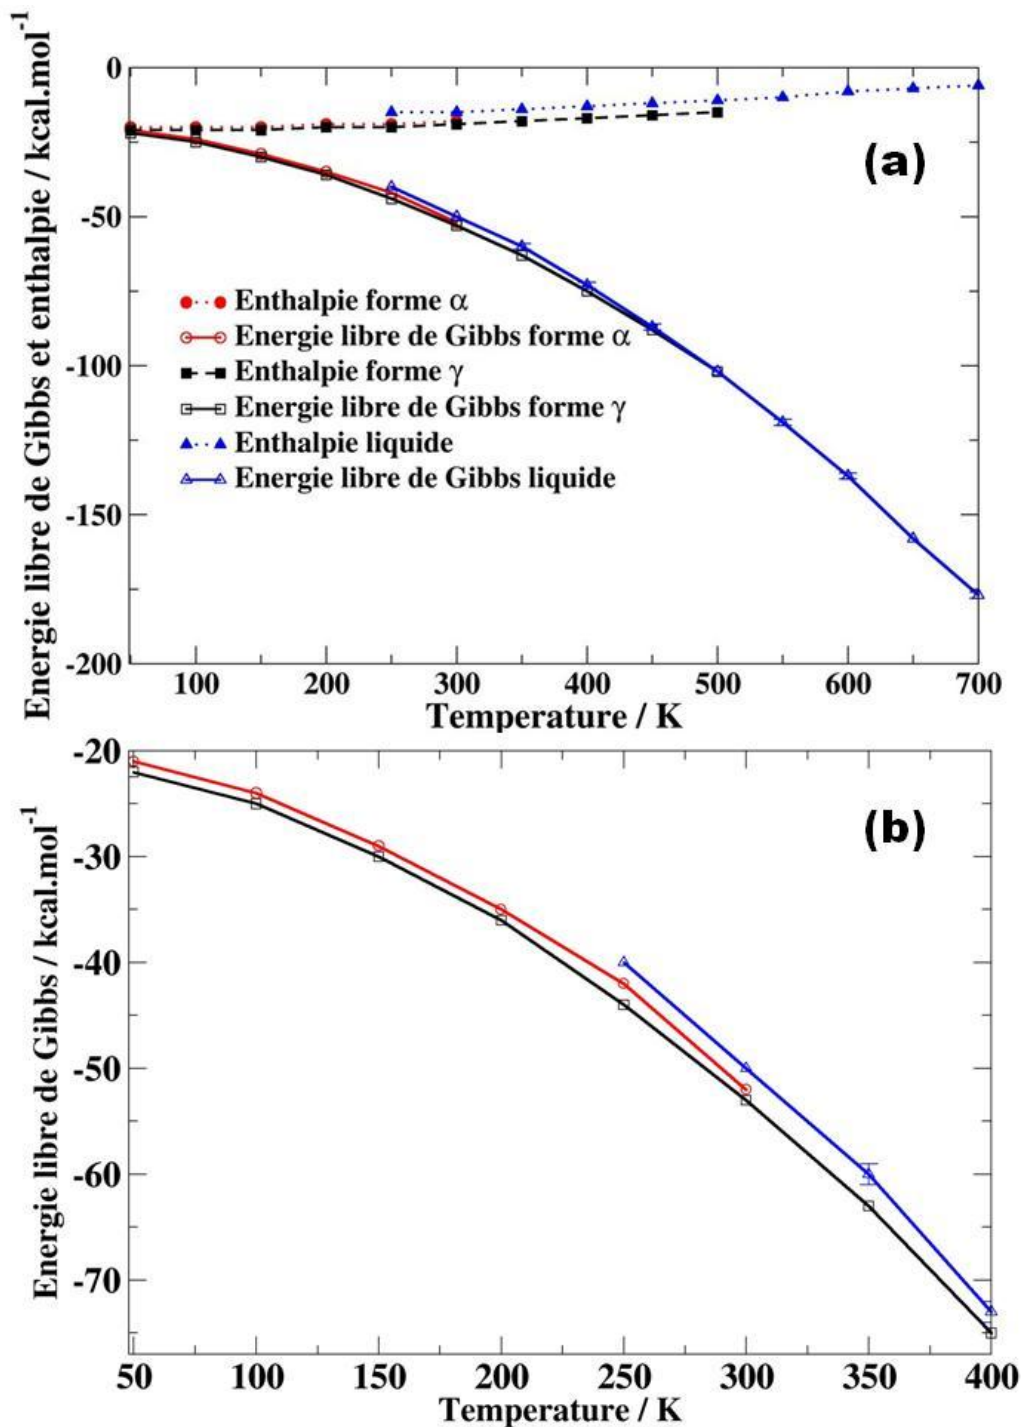 Energie libre de Gibbs et enthalpie / kcal.mol⁻¹
0
-50
-100
-150
-200
(a)
Enthalpie forme α
Energie libre de Gibbs forme α
Enthalpie forme γ
Energie libre de Gibbs forme γ
Enthalpie liquide
Energie libre de Gibbs liquide
100 200 300 400 500 600 700
Temperature / K
Energie libre de Gibbs / kcal.mol⁻¹
-20
-30
-40
-50
-60
-70
(b)
50 100 150 200 250 300 350 400
Temperature / K